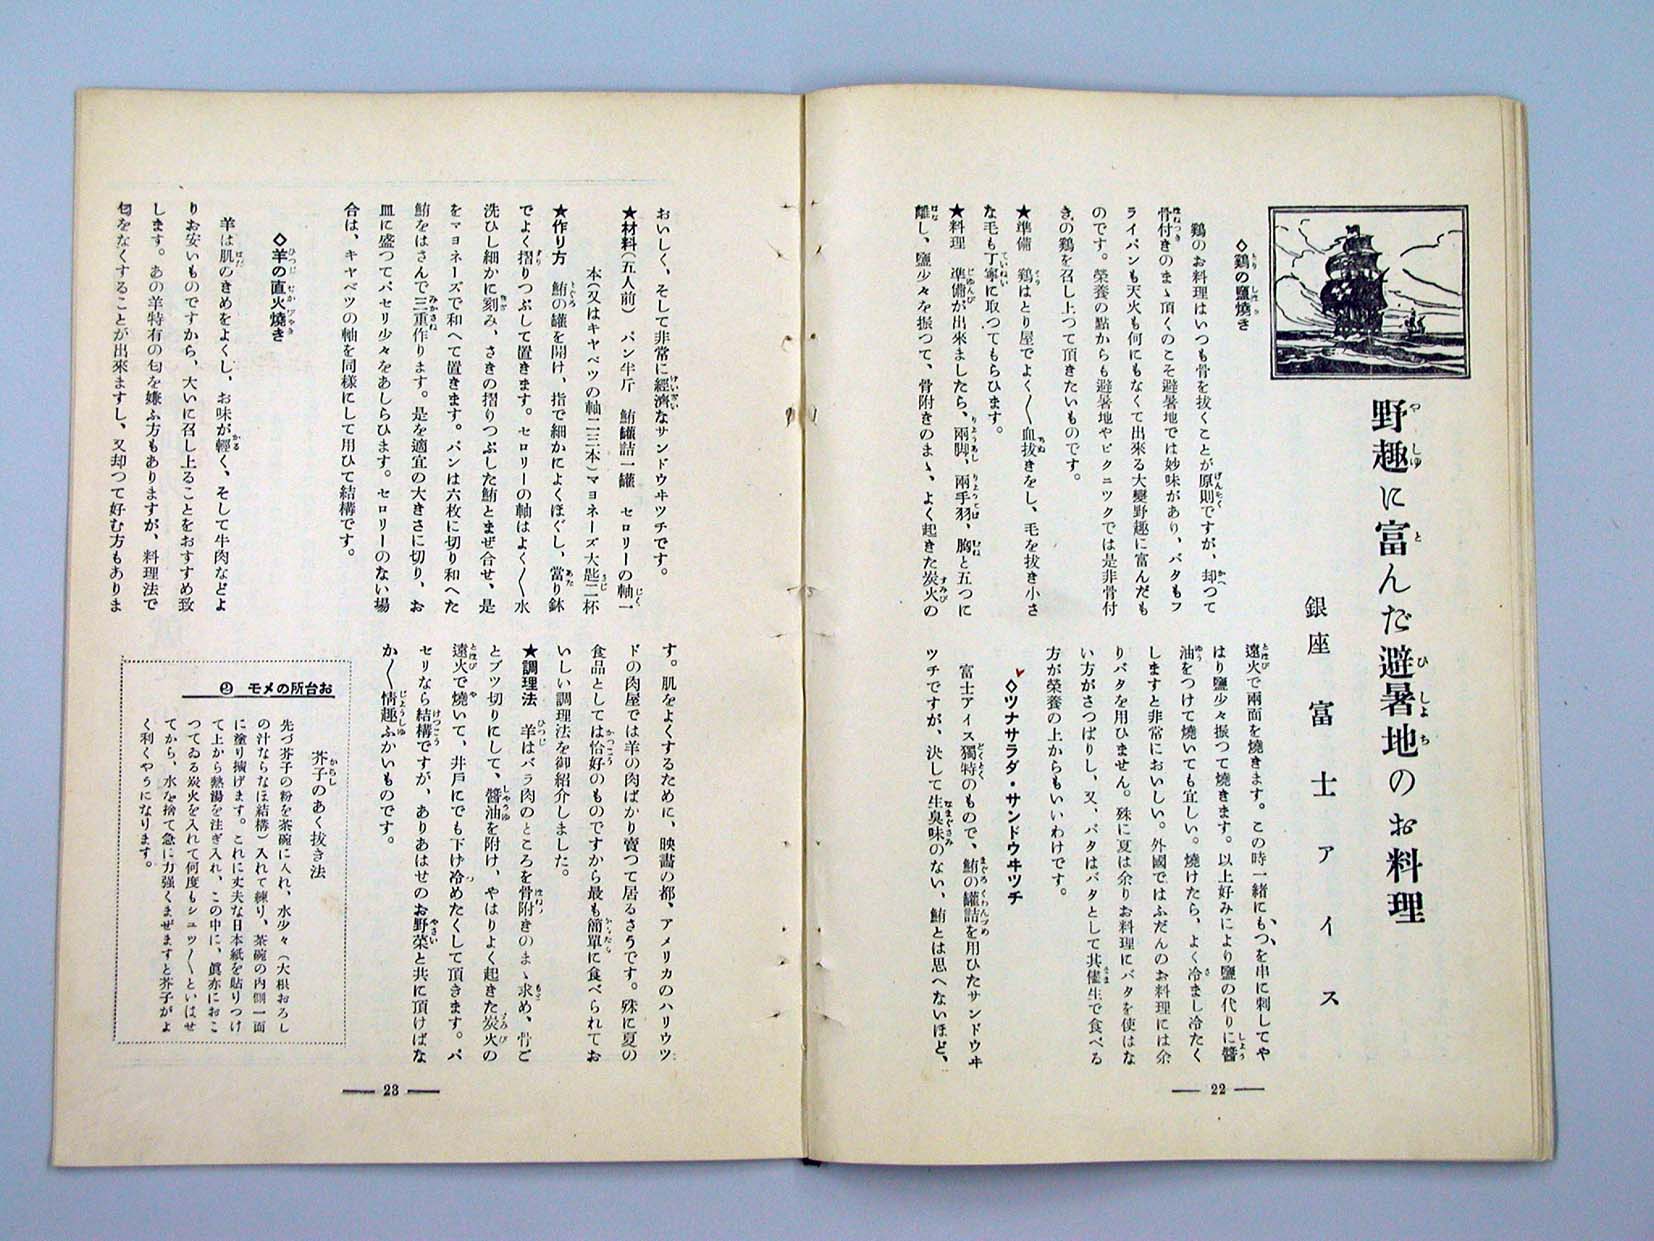 野趣に富んだ避暑地のお料理
銀座 富士アイス
◇鷄の鹽燒き
鷄のお料理はいつも骨を拔くことが原則ですが、却つて
骨付きのまゝ頂くのこそ避暑地では妙味があり、バタもフ
ライパンも天火も何にもなくて出來る大變野趣に富んだも
のです。榮養の點からも避暑地やピクニツクでは是非骨付
きの鷄を召し上つて頂きたいものです。
★準備 鷄はとり屋でよく〳〵血拔きをし、毛を拔き小さ
な毛も丁寧に取つてもらひます。
★料理 準備が出來ましたら、兩脚、兩手羽、胸と五つに
離し、鹽少々を振つて、骨附きのまゝ、よく起きた炭火の
遠火で兩面を燒きます。この時一緒にもつを串に刺してや
はり鹽少々振つて燒きます。以上好みにより鹽の代りに醬
油をつけて燒いても宜しい。燒けたら、よく冷まし冷たく
しますと非常においしい。外國ではふだんのお料理には余
りバタを用ひません。殊に夏は余りお料理にバタを使はな
い方がさつぱりし、又、バタはバタとして共儘生で食べる
方が榮養の上からもいいわけです。
◇ツナサラダ・サンドウヰツチ
富士アイス獨特のもので、鮪の罐詰を用ひたサンドウヰ
ツチですが、決して生臭味のない、鮪とは思へないほど、
22
おいしく、そして非常に經濟なサンドウヰツチです。
★材料(五人前) パン半斤 鮪罐詰一罐 セロリーの軸一
本(又はキヤベツの軸二三本)マヨネーズ大匙二杯
★作り方 鮪の罐を開け、指で細かによくほぐし、當り鉢
でよく摺りつぶして置きます。セロリーの軸はよく〳〵水
洗ひし細かに刻み、さきの摺りつぶした鮪とまぜ合せ、是
をマヨネーズで和へて置きます。パンは六枚に切り和へた
鮪をはさんで三重作ります。是を適宜の大きさに切り、お
皿に盛つてパセリ少々をあしらひます。セロリーのない場
合は、キヤベツの軸を同樣にして用ひて結構です。
◇羊の直火燒き
羊は肌のきめをよくし、お味が輕く、そして牛肉などよ
りお安いものですから、大いに召し上ることをおすすめ致
します。あの羊特有の匂を嫌ふ方もありますが、料理法で
匂をなくすることが出來ますし、又却つて好む方もありま
す。肌をよくするために、映畵の都、アメリカのハリウツ
ドの肉屋では羊の肉ばかり賣つて居るさうです。殊に夏の
食品としては恰好のものですから最も簡單に食べられてお
いしい調理法を御紹介しました。
★調理法 羊はバラ肉のところを骨附きのまゝ求め、骨ご
とブツ切りにして、醬油を附け、やはりよく起きた炭火の
遠火で燒いて、井戸にでも下げ冷めたくして頂きます。パ
セリなら結構ですが、ありあはせのお野菜と共に頂けばな
か〳〵情趣ふかいものです。
お台所のメモ
芥子のあく拔き法
先づ芥子の粉を茶碗に入れ、水少々(大根おろし
の汁ならなほ結構)入れて練り、茶碗の内側一面
に塗り擴げます。これに丈夫な日本紙を貼りつけ
て上から熱湯を注ぎ入れ、この中に、眞赤におこ
つてゐる炭火を入れて何度もシユツ〳〵といはせ
てから、水を捨て急に力强くまぜますと芥子がよ
く利くやうになります。
23